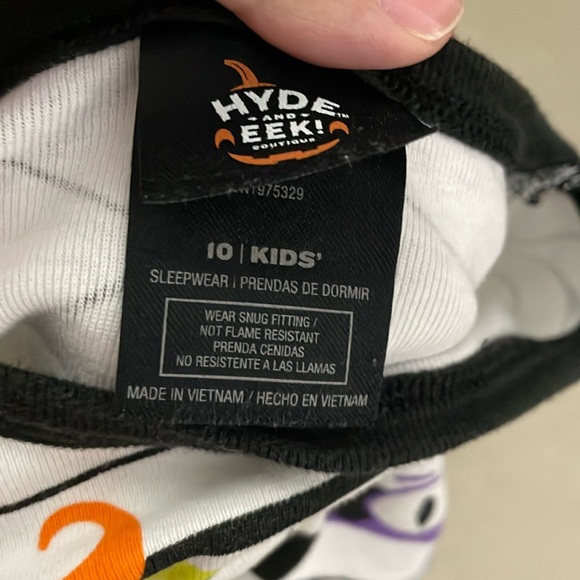 HYDE™
AND
EEK!
BOUTIQUE
10 | KIDS'
SLEEPWEAR | PRENDAS DE DORMIR
WEAR SNUG FITTING /
NOT FLAME RESISTANT
PRENDA CENIDAS
NO RESISTENTE A LAS LLAMAS
MADE IN VIETNAM / HECHO EN VIETNAM